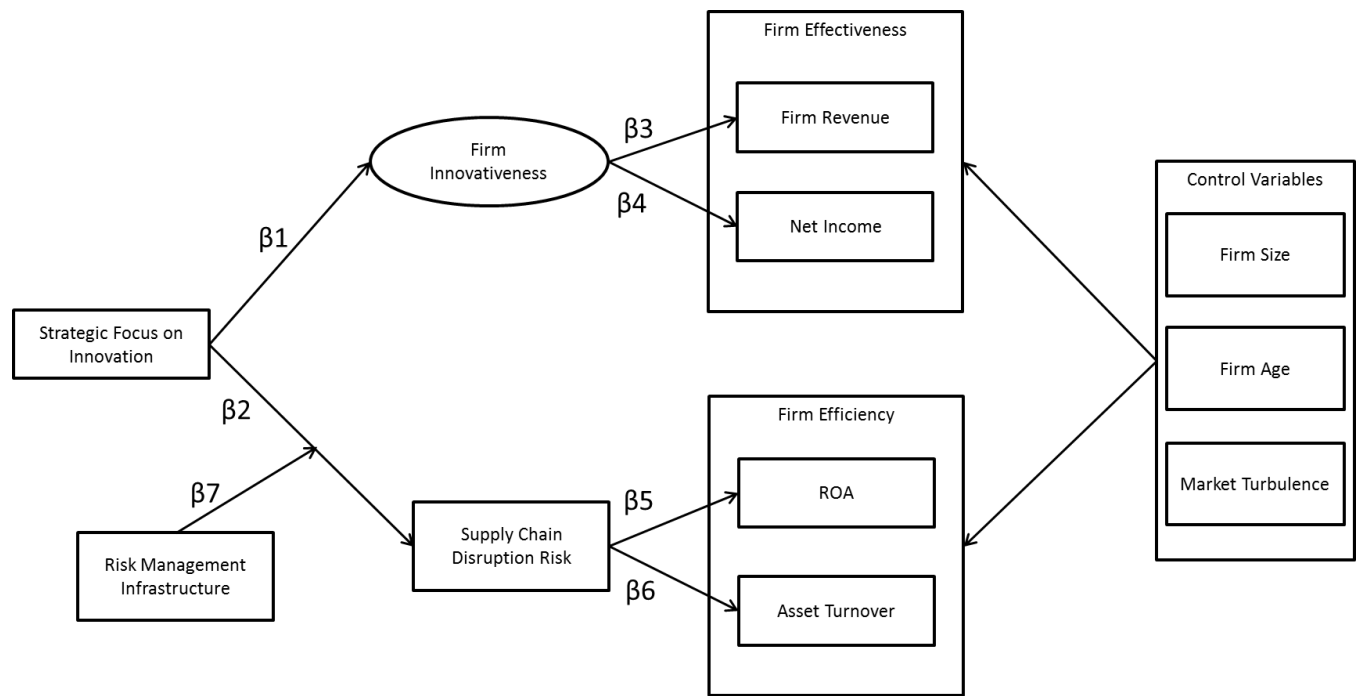 Firm Effectiveness
Firm Revenue
Net Income
β3
β4
Firm
Innovativeness
β1
Strategic Focus on
Innovation
β2
β7
Risk Management
Infrastructure
Supply Chain
Disruption Risk
β5
β6
Firm Efficiency
ROA
Asset Turnover
Control Variables
Firm Size
Firm Age
Market Turbulence